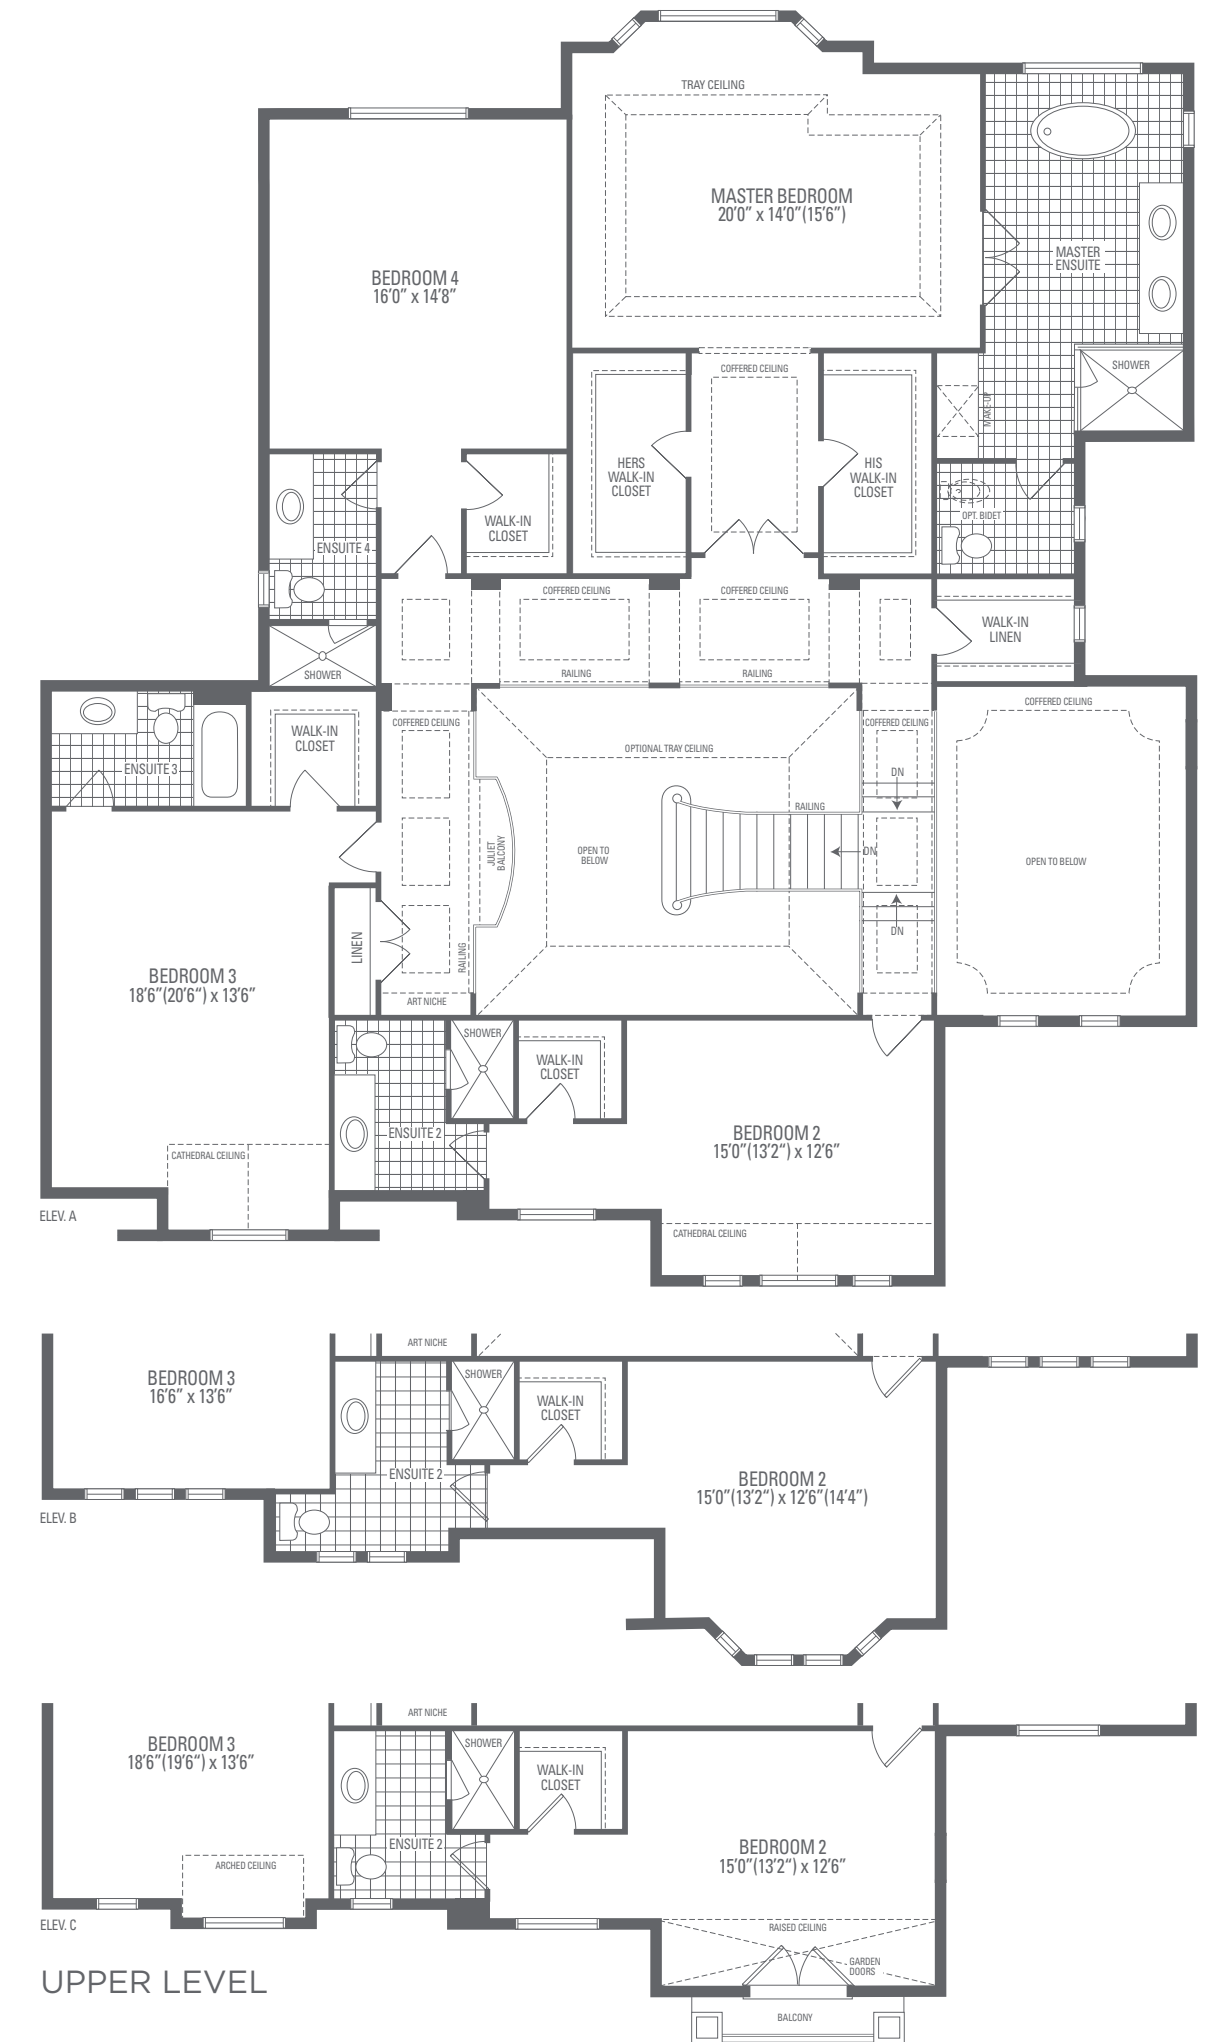 TRAY CEILING
MASTER BEDROOM
20'0" x 14'0"(15'6")
BEDROOM 4
16'0" x 14'8"
MASTER
ENSUITE
SHOWER
MAKE-UP
COFFERED CEILING
HERS
WALK-IN
CLOSET
HIS
WALK-IN
CLOSET
WALK-IN
CLOSET
OPT. BIDET
ENSUITE 4
COFFERED CEILING
COFFERED CEILING
WALK-IN
LINEN
SHOWER
RAILING
RAILING
COFFERED CEILING
WALK-IN
CLOSET
ENSUITE 3
COFFERED CEILING
COFFERED CEILING
OPTIONAL TRAY CEILING
DN
RAILING
JULIET
BALCONY
OPEN TO
BELOW
DN
OPEN TO BELOW
DN
LINEN
RAILING
BEDROOM 3
18'6"(20'6") x 13'6"
ART NICHE
SHOWER
WALK-IN
CLOSET
ENSUITE 2
BEDROOM 2
15'0"(13'2") x 12'6"
CATHEDRAL CEILING
ELEV. A
CATHEDRAL CEILING
ART NICHE
BEDROOM 3
16'6" x 13'6"
SHOWER
WALK-IN
CLOSET
ENSUITE 2
BEDROOM 2
15'0"(13'2") x 12'6"(14'4")
ELEV. B
ART NICHE
BEDROOM 3
18'6"(19'6") x 13'6"
SHOWER
WALK-IN
CLOSET
ENSUITE 2
BEDROOM 2
15'0"(13'2") x 12'6"
ARCHED CEILING
ELEV. C
RAISED CEILING
GARDEN
DOORS
UPPER LEVEL
BALCONY